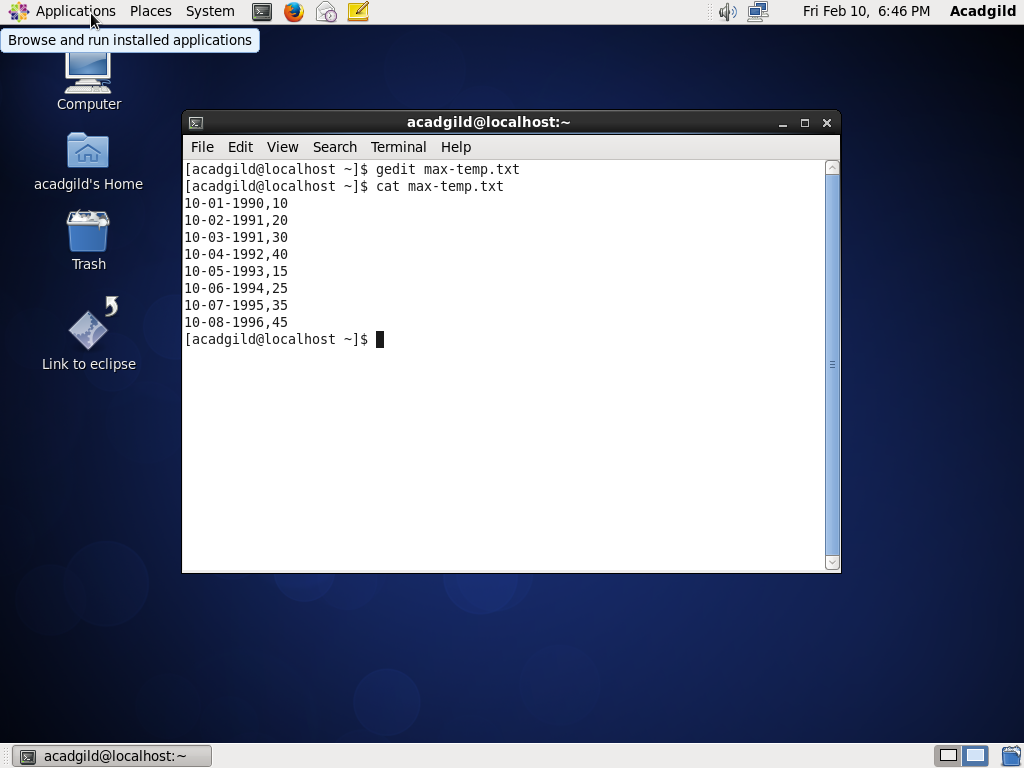 Applications Places System Fri Feb 10, 6:46 PM Acadgild
Browse and run installed applications
Computer
acadgild's Home
Trash
Link to eclipse
acadgild@localhost:~
File Edit View Search Terminal Help
[acadgild@localhost ~]$ gedit max-temp.txt
[acadgild@localhost ~]$ cat max-temp.txt
10-01-1990,10
10-02-1991,20
10-03-1991,30
10-04-1992,40
10-05-1993,15
10-06-1994,25
10-07-1995,35
10-08-1996,45
[acadgild@localhost ~]$
acadgild@localhost:~